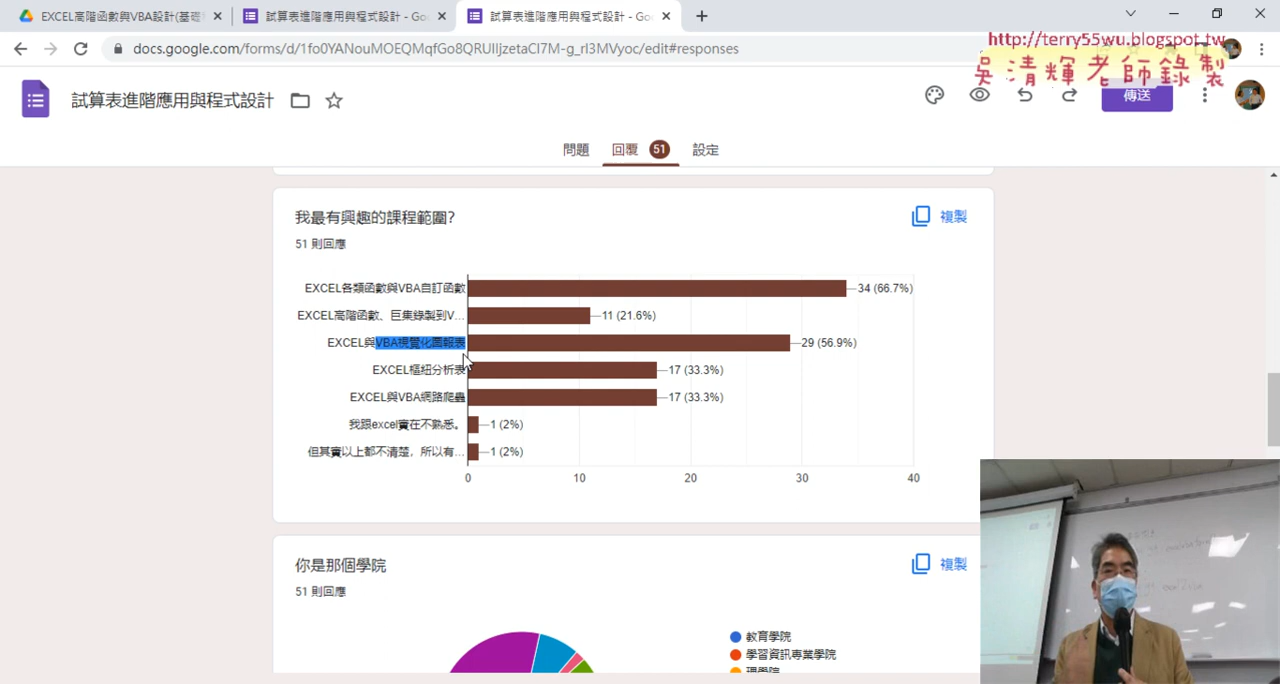 EXCEL高階函數與VBA設計(基礎
試算表進階應用與程式設計 - Go
試算表進階應用與程式設計 - Go
docs.google.com/forms/d/1fo0YANouMOEQMqfGo8QRUIIJzetaCI7M-g_rI3MVyoc/edit#responses
http://terry55wu.blogspot.tw
吳清輝老師錄製
試算表進階應用與程式設計
傳送
問題
回覆 51
設定
我最有興趣的課程範圍?
複製
51 則回應
EXCEL各類函數與VBA自訂函數 34 (66.7%)
EXCEL高階函數、巨集錄製到V... 11 (21.6%)
EXCEL與VBA視覺化圖報表 29 (56.9%)
EXCEL樞紐分析表 17 (33.3%)
EXCEL與VBA網路爬蟲 17 (33.3%)
我跟excel實在不熟悉。 1 (2%)
但其實以上都不清楚，所以有... 1 (2%)
0 10 20 30 40
你是那個學院
複製
51 則回應
教育學院
學習資訊專業學院
理學院